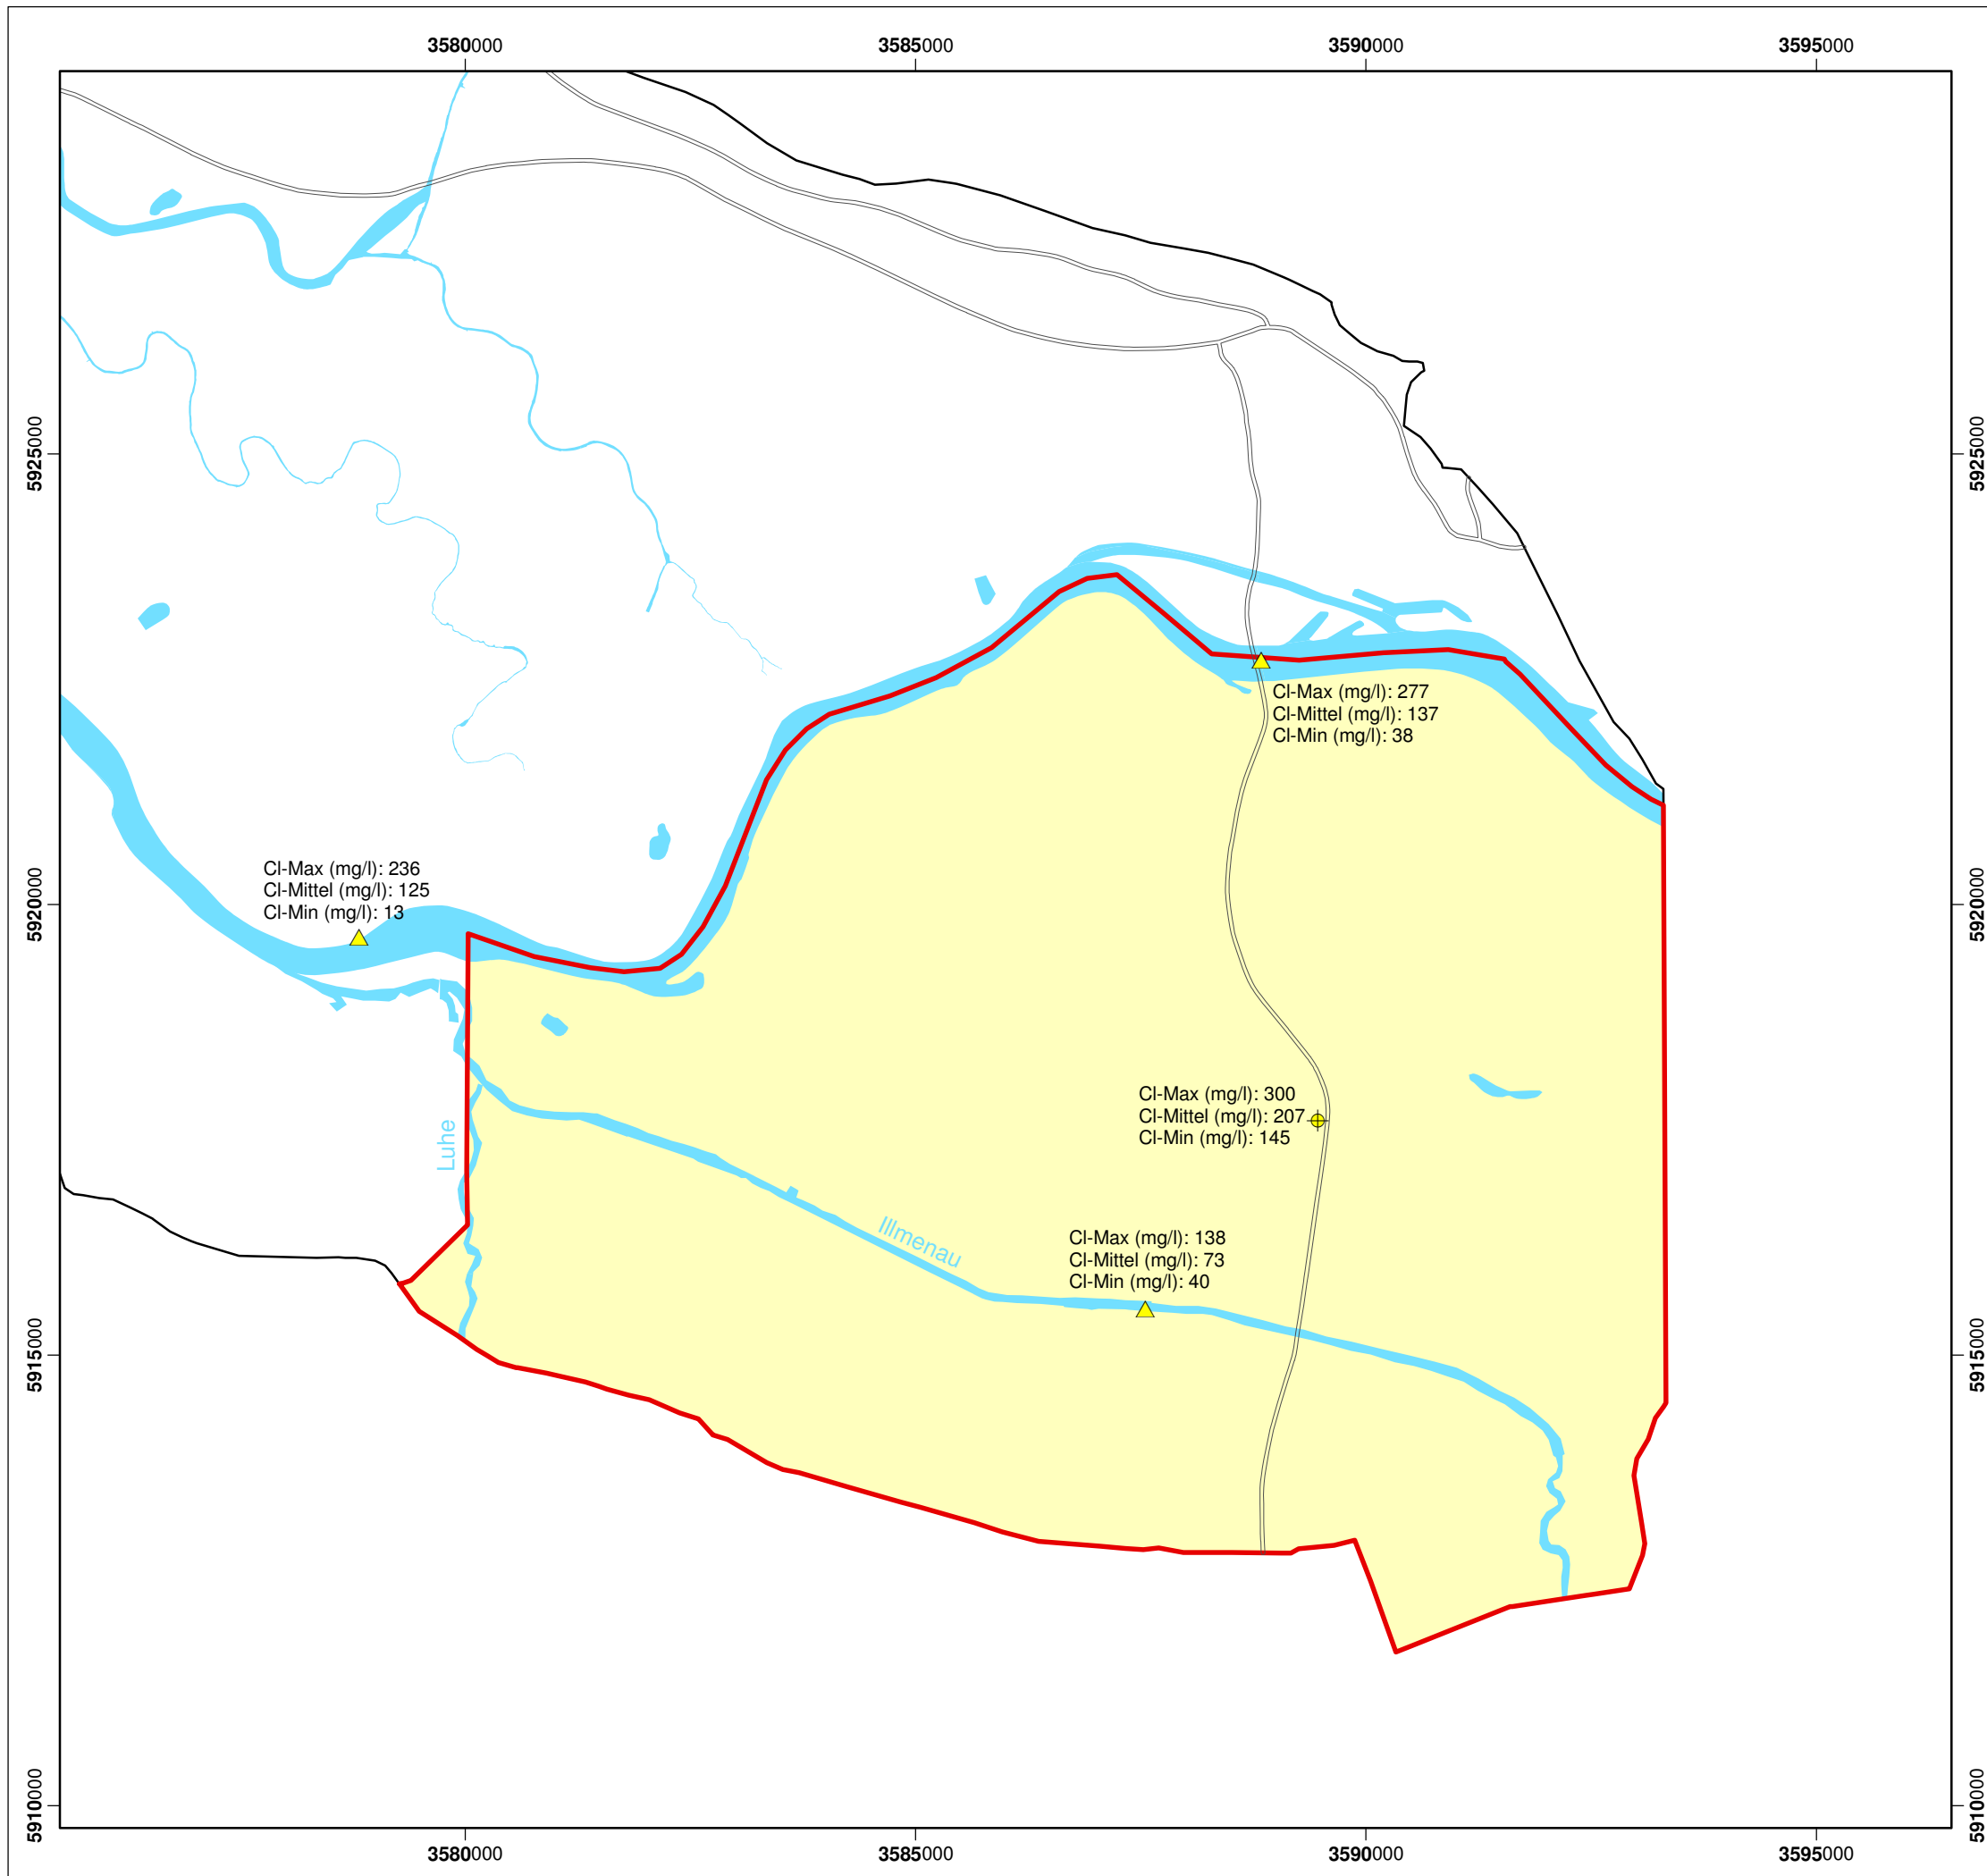 3580000 3585000 3590000 3595000
5925000 5925000
Cl-Max (mg/l): 277
Cl-Mittel (mg/l): 137
Cl-Min (mg/l): 38
Cl-Max (mg/l): 236
Cl-Mittel (mg/l): 125
Cl-Min (mg/l): 13
5920000 5920000
Cl-Max (mg/l): 300
Cl-Mittel (mg/l): 207
Cl-Min (mg/l): 145
Luhe
Illmenau
Cl-Max (mg/l): 138
Cl-Mittel (mg/l): 73
Cl-Min (mg/l): 40
5915000 5915000
5910000 5910000
3580000 3585000 3590000 3595000